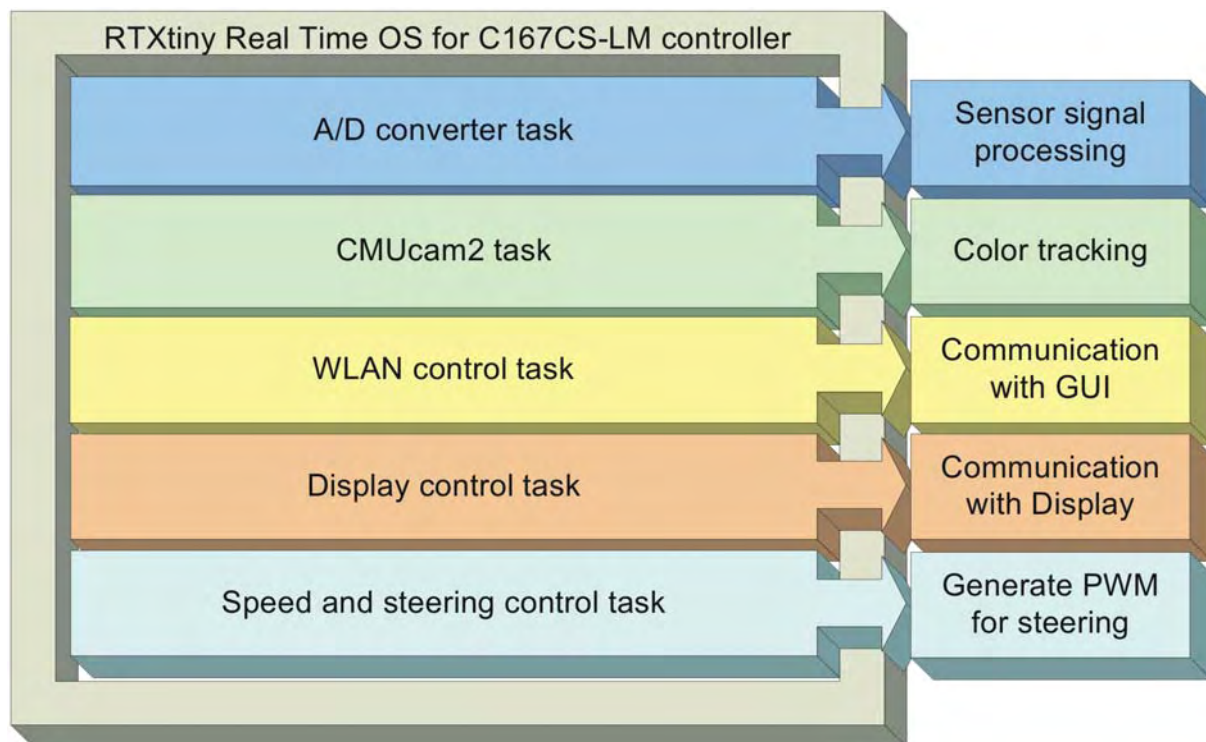 RTXtiny Real Time OS for C167CS-LM controller
A/D converter task
Sensor signal
processing
CMUcam2 task
Color tracking
WLAN control task
Communication
with GUI
Display control task
Communication
with Display
Speed and steering control task
Generate PWM
for steering